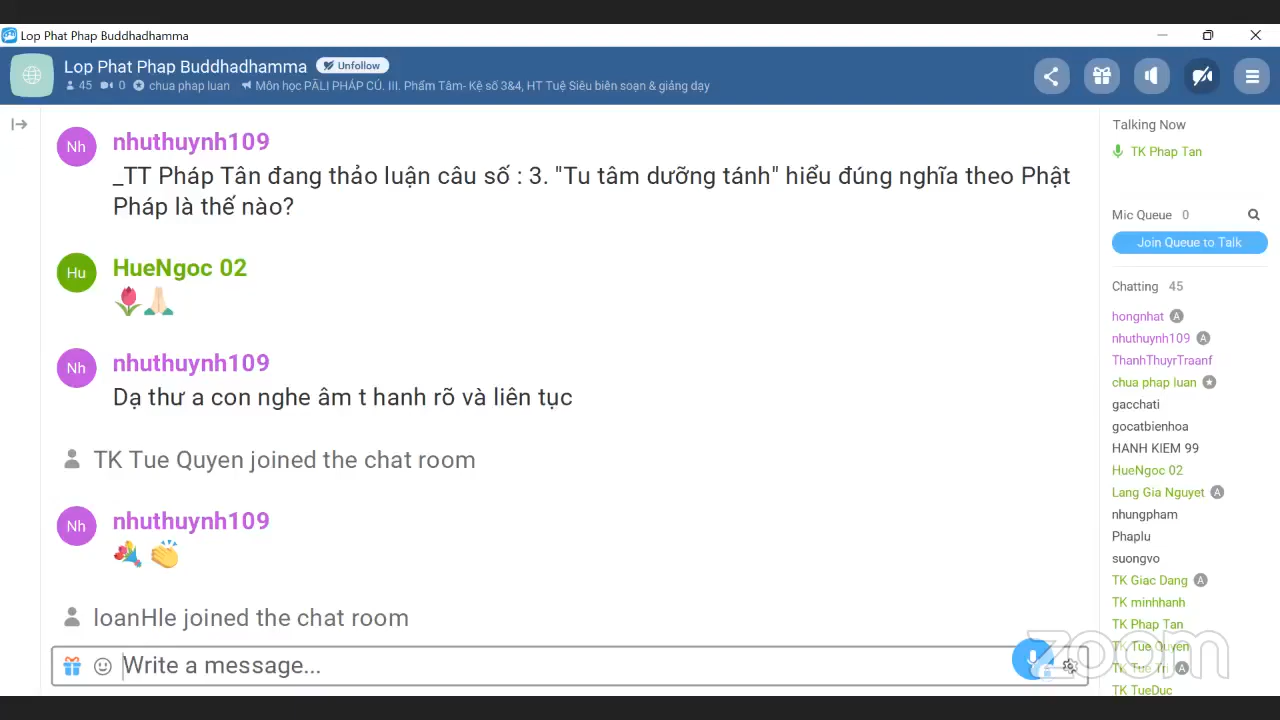 Lop Phat Phap Buddhadhamma
Lop Phat Phap Buddhadhamma Unfollow
45 0 chua phap luan Môn học PĀLI PHÁP CÚ. III. Phẩm Tâm- Kệ số 3&4, HT Tuệ Siêu biên soạn & giảng dạy
Nh nhuthuynh109
_TT Pháp Tân đang thảo luận câu số : 3. "Tu tâm dưỡng tánh" hiểu đúng nghĩa theo Phật
Pháp là thế nào?
Hu HueNgoc 02
🌷🙏🏻
Nh nhuthuynh109
Dạ thư a con nghe âm t hanh rõ và liên tục
TK Tue Quyen joined the chat room
Nh nhuthuynh109
💐 👏
loanHle joined the chat room
Write a message...
Talking Now
TK Phap Tan
Mic Queue 0
Join Queue to Talk
Chatting 45
hongnhat A
nhuthuynh109 A
ThanhThuyrTraanf
chua phap luan
gacchati
gocatbienhoa
HANH KIEM 99
HueNgoc 02
Lang Gia Nguyet A
nhungpham
Phaplu
suongvo
TK Giac Dang A
TK minhhanh
TK Phap Tan
TK Tue Quyen
TK Tue Tri A
TK TueDuc
zoom